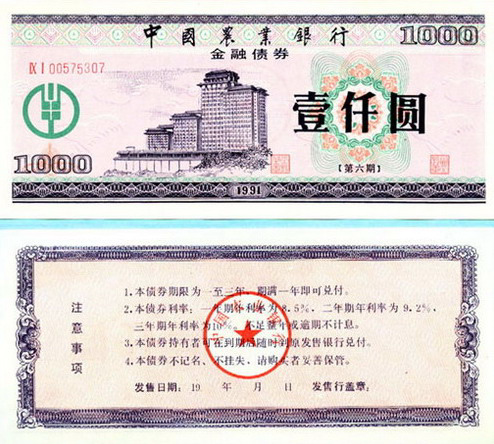 中國農業銀行
1000
金融债券
IX I 00575307
壹仟圆
1000
〔第六期〕
1991
注意事项
1.本债券期限为一至三年，期满一年即可兑付。
2.本债券利率：一年期年利率为8.5%，二年期年利率为9.2%，
三年期年利率为10%。不足量年或逾期不计息。
3.本债券持有者可在到期后随时到原发售银行兑付。
4.本债券不记名、不挂失，请购买者妥善保管。
发售日期：19 年 月 日 发售行盖章：